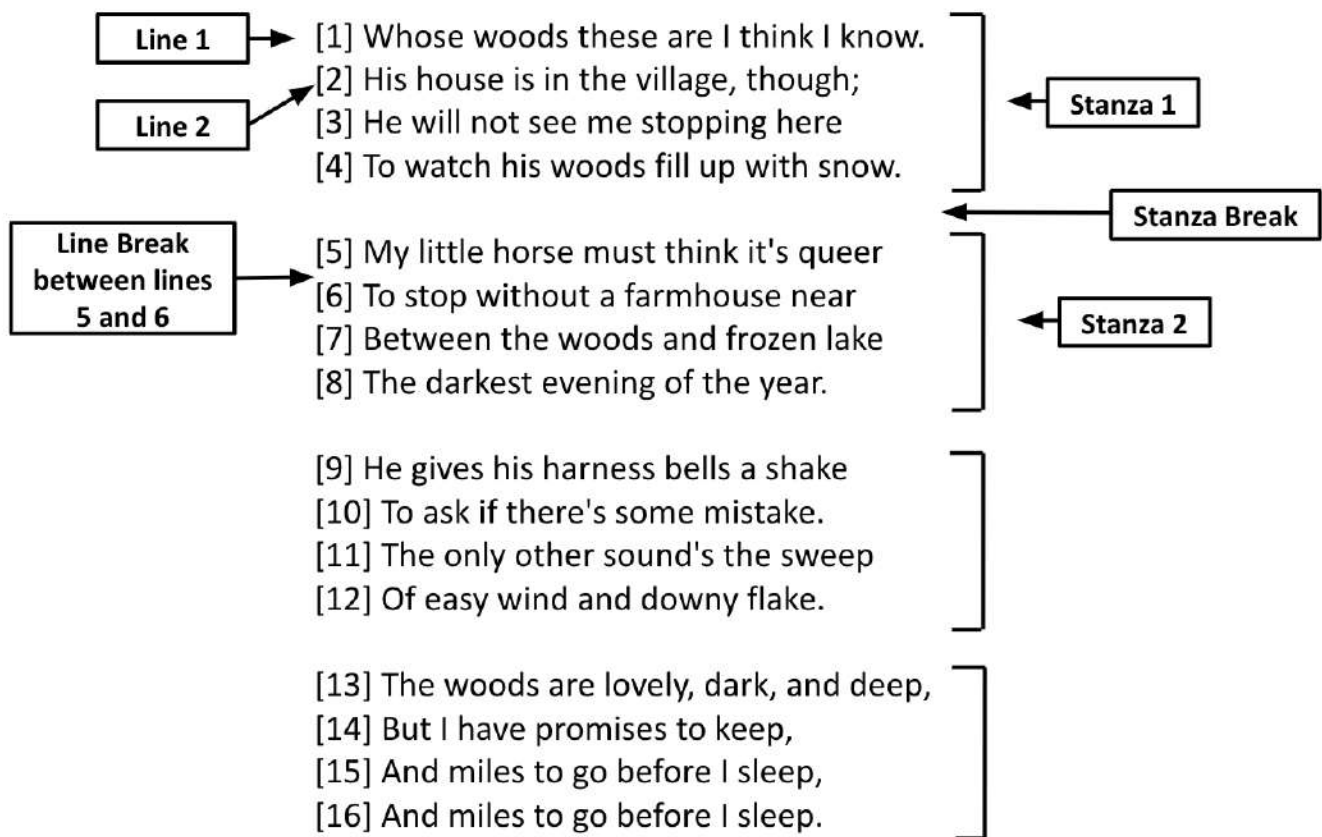 Line 1
[1] Whose woods these are I think I know.
[2] His house is in the village, though;
Line 2
[3] He will not see me stopping here
[4] To watch his woods fill up with snow.
Stanza 1
Stanza Break
Line Break
between lines
5 and 6
[5] My little horse must think it's queer
[6] To stop without a farmhouse near
[7] Between the woods and frozen lake
[8] The darkest evening of the year.
Stanza 2
[9] He gives his harness bells a shake
[10] To ask if there's some mistake.
[11] The only other sound's the sweep
[12] Of easy wind and downy flake.
[13] The woods are lovely, dark, and deep,
[14] But I have promises to keep,
[15] And miles to go before I sleep,
[16] And miles to go before I sleep.